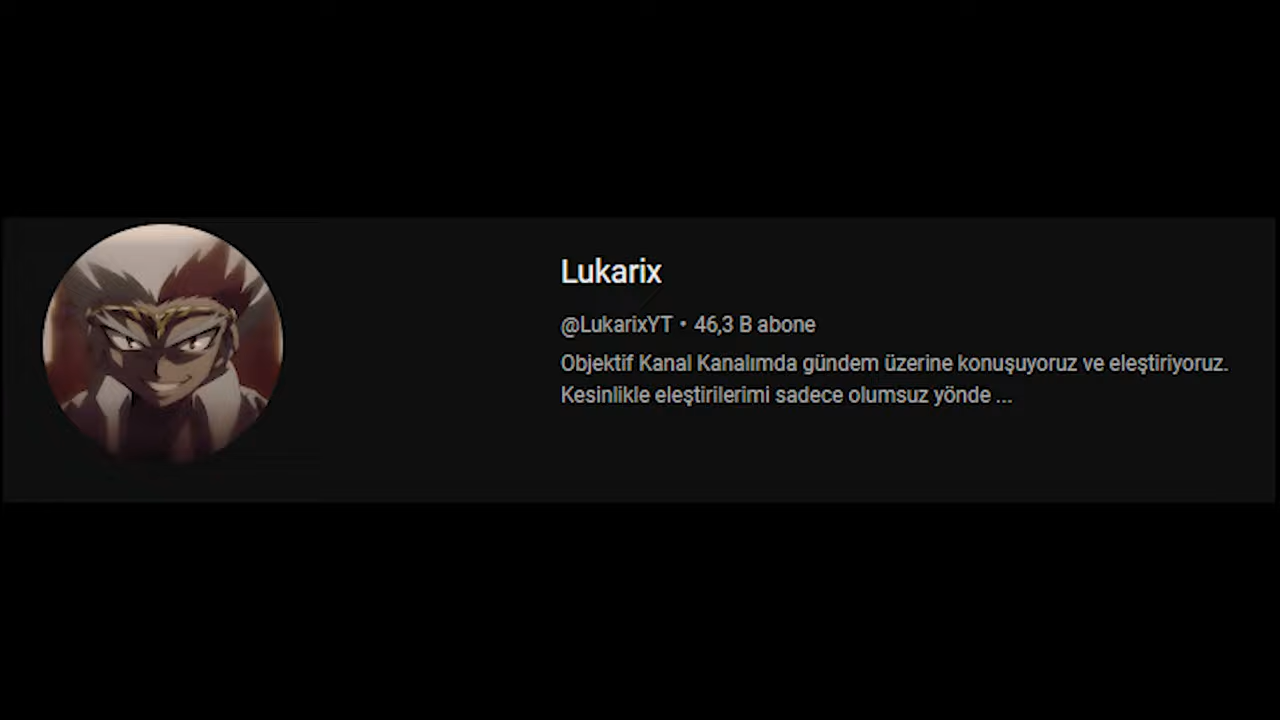 Lukarix
@LukarixYT • 46,3 B abone
Objektif Kanal Kanalımda gündem üzerine konuşuyoruz ve eleştiriyoruz.
Kesinlikle eleştirilerimi sadece olumsuz yönde ...